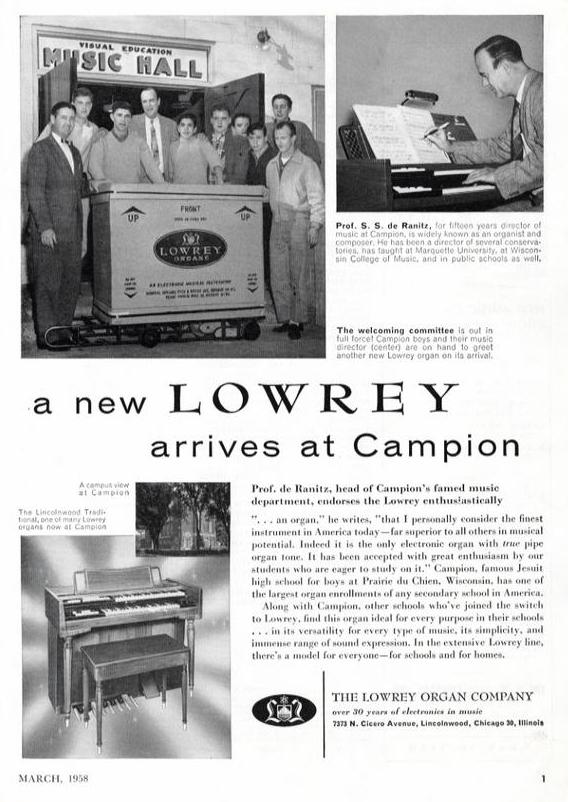 VISUAL EDUCATION
MUSIC HALL
UP
FRONT
UP
LOWREY
ORGANS
Prof. S. S. de Ranitz, for fifteen years director of
music at Campion, is widely known as an organist and
composer. He has been a director of several conserva-
tories, has taught at Marquette University, at Wiscon-
sin College of Music, and in public schools as well.
The welcoming committee is out in
full force! Campion boys and their music
director (center) are on hand to greet
another new Lowrey organ on its arrival.
a new LOWREY
arrives at Campion
A campus view
at Campion
The Lincolnwood Tradi-
tional, one of many Lowrey
organs now at Campion
Prof. de Ranitz, head of Campion's famed music
department, endorses the Lowrey enthusiastically
". . . an organ," he writes, "that I personally consider the finest
instrument in America today—far superior to all others in musical
potential. Indeed it is the only electronic organ with true pipe
organ tone. It has been accepted with great enthusiasm by our
students who are eager to study on it." Campion, famous Jesuit
high school for boys at Prairie du Chien, Wisconsin, has one of
the largest organ enrollments of any secondary school in America.
Along with Campion, other schools who've joined the switch
to Lowrey, find this organ ideal for every purpose in their schools
. . . in its versatility for every type of music, its simplicity, and
immense range of sound expression. In the extensive Lowrey line,
there's a model for everyone—for schools and for homes.
THE LOWREY ORGAN COMPANY
over 30 years of electronics in music
7373 N. Cicero Avenue, Lincolnwood, Chicago 30, Illinois
MARCH, 1958
1